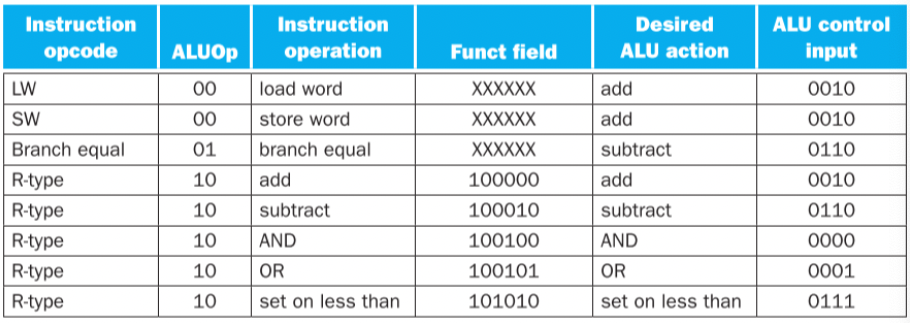 Instruction opcode ALUOp Instruction operation Funct field Desired ALU action ALU control input
LW 00 load word XXXXXX add 0010
SW 00 store word XXXXXX add 0010
Branch equal 01 branch equal XXXXXX subtract 0110
R-type 10 add 100000 add 0010
R-type 10 subtract 100010 subtract 0110
R-type 10 AND 100100 AND 0000
R-type 10 OR 100101 OR 0001
R-type 10 set on less than 101010 set on less than 0111